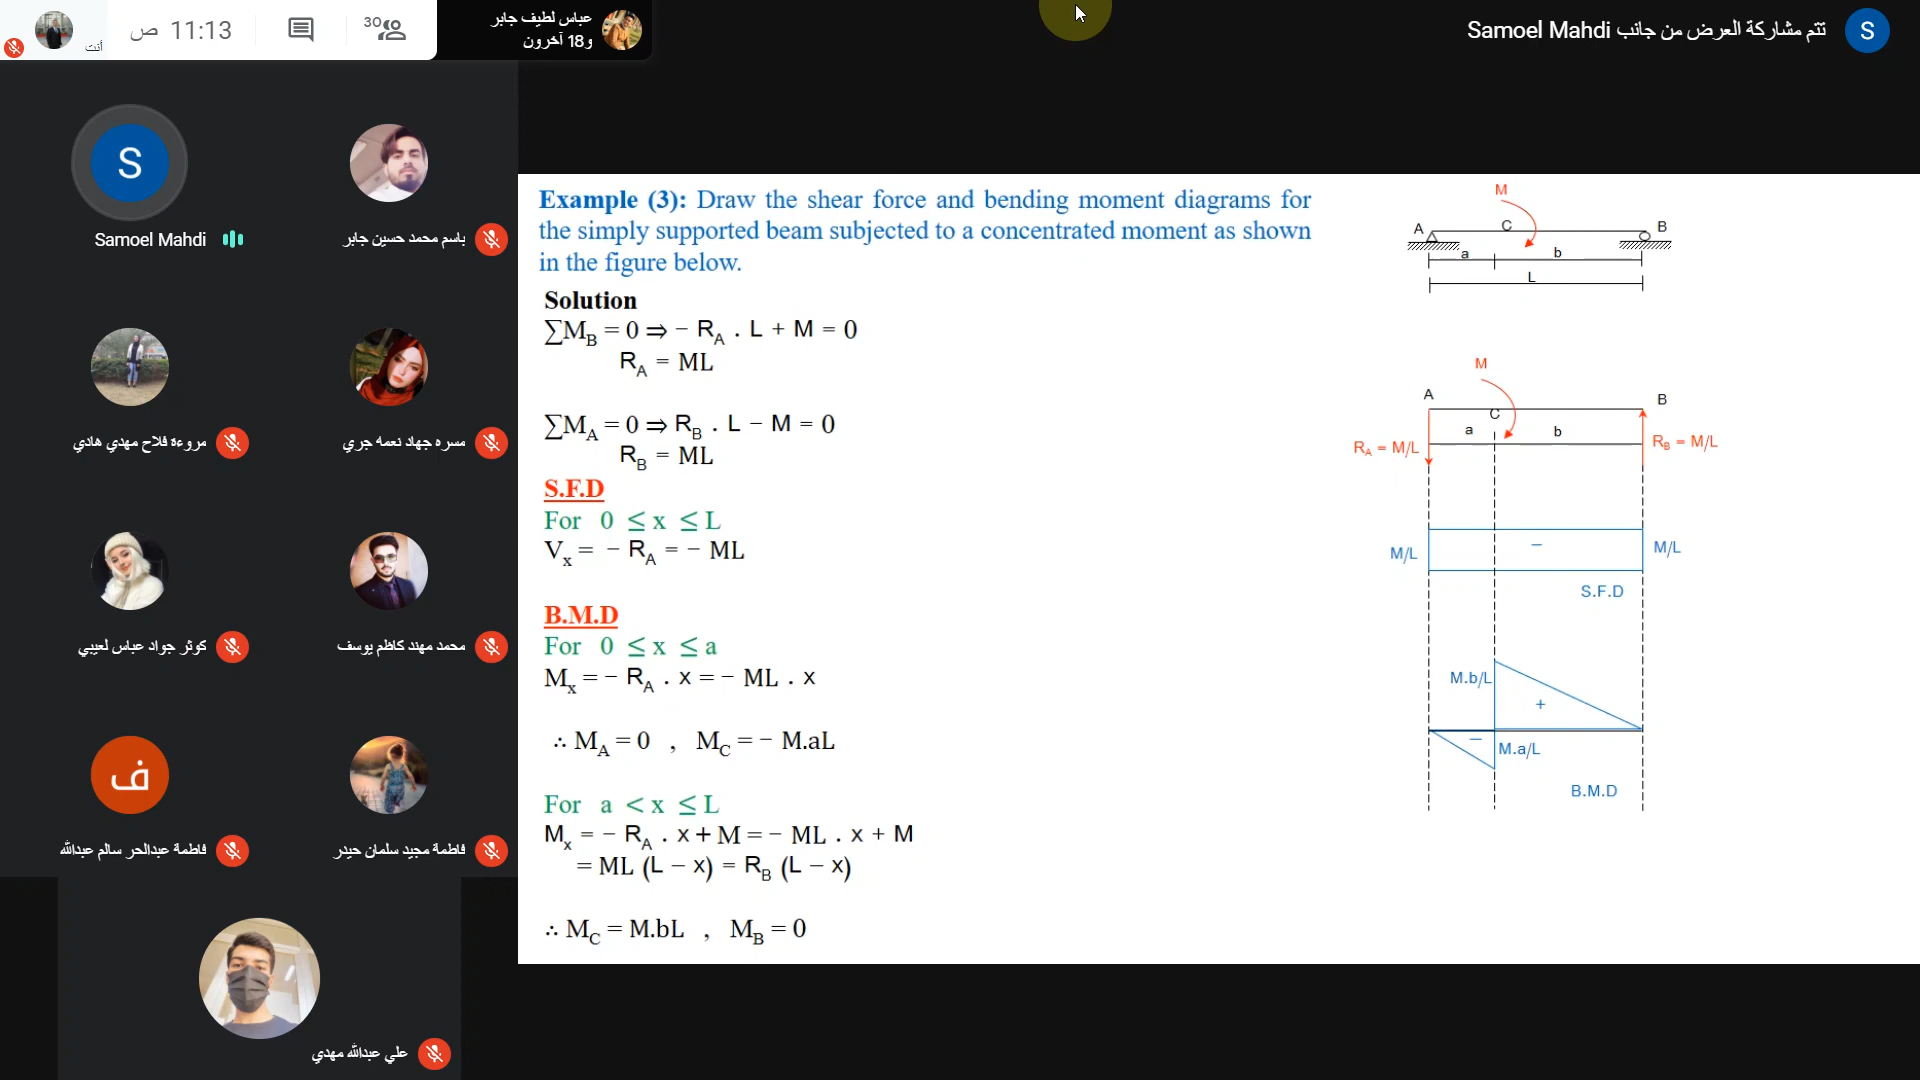 أنت
11:13 ص
30
عباس لطيف جابر
و18 آخرون
تتم مشاركة العرض من جانب Samoel Mahdi
S
S
Samoel Mahdi
باسم محمد حسين جابر
مروءة فلاح مهدي هادي
مسره جهاد نعمه جري
كوثر جواد عباس لعيبي
محمد مهند كاظم يوسف
ف
فاطمة عبدالحر سالم عبدالله
فاطمة مجيد سلمان حيدر
علي عبدالله مهدي
Example (3): Draw the shear force and bending moment diagrams for
the simply supported beam subjected to a concentrated moment as shown
in the figure below.
Solution
∑M_B = 0 ⇒ − R_A . L + M = 0
R_A = ML
∑M_A = 0 ⇒ R_B . L − M = 0
R_B = ML
S.F.D
For 0 ≤ x ≤ L
V_x = − R_A = − ML
B.M.D
For 0 ≤ x ≤ a
M_x = − R_A . x = − ML . x
∴ M_A = 0 , M_C = − M.aL
For a < x ≤ L
M_x = − R_A . x + M = − ML . x + M
= ML (L − x) = R_B (L − x)
∴ M_C = M.bL , M_B = 0
M
A C B
a b
L
M
A B
C
a b
R_A = M/L R_B = M/L
M/L − M/L
S.F.D
M.b/L
+
− M.a/L
B.M.D